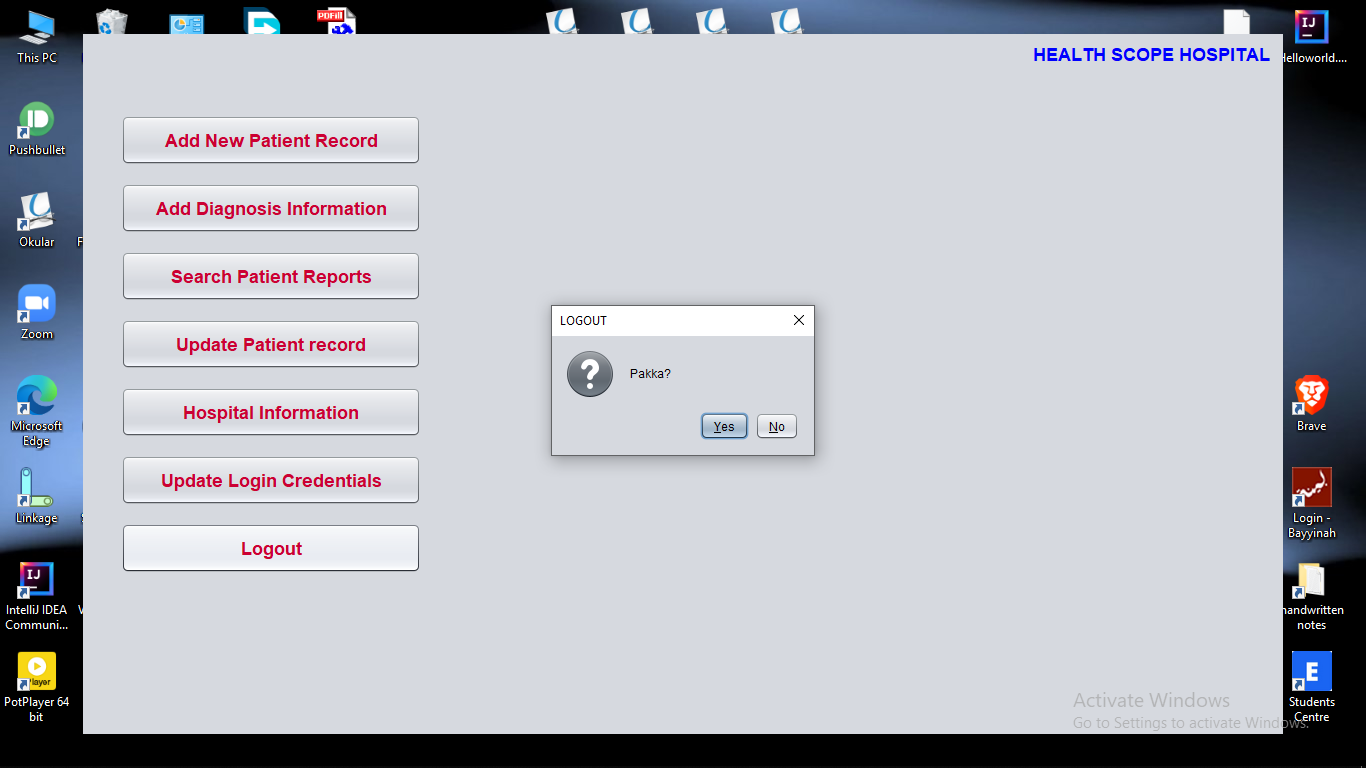 This PC
Pushbullet
Okular
Zoom
Microsoft
Edge
Linkage
IntelliJ IDEA
Communi...
PotPlayer 64
bit
PDFill
HEALTH SCOPE HOSPITAL
Add New Patient Record
Add Diagnosis Information
Search Patient Reports
Update Patient record
Hospital Information
Update Login Credentials
Logout
LOGOUT
Pakka?
Yes
No
Helloworld....
Brave
Login -
Bayyinah
handwritten
notes
Students
Centre
Activate Windows
Go to Settings to activate Windows.